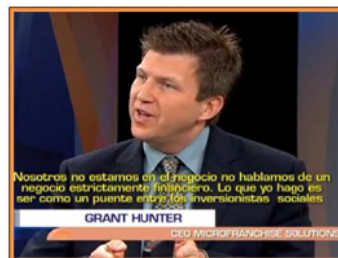 Nosotros no estamos en el negocio no hablamos de un
negocio estrictamente financiero. Lo que yo hago es
ser como un puente entre los inversionistas sociales
GRANT HUNTER
CEO MICROFRANCHISE SOLUTIONS